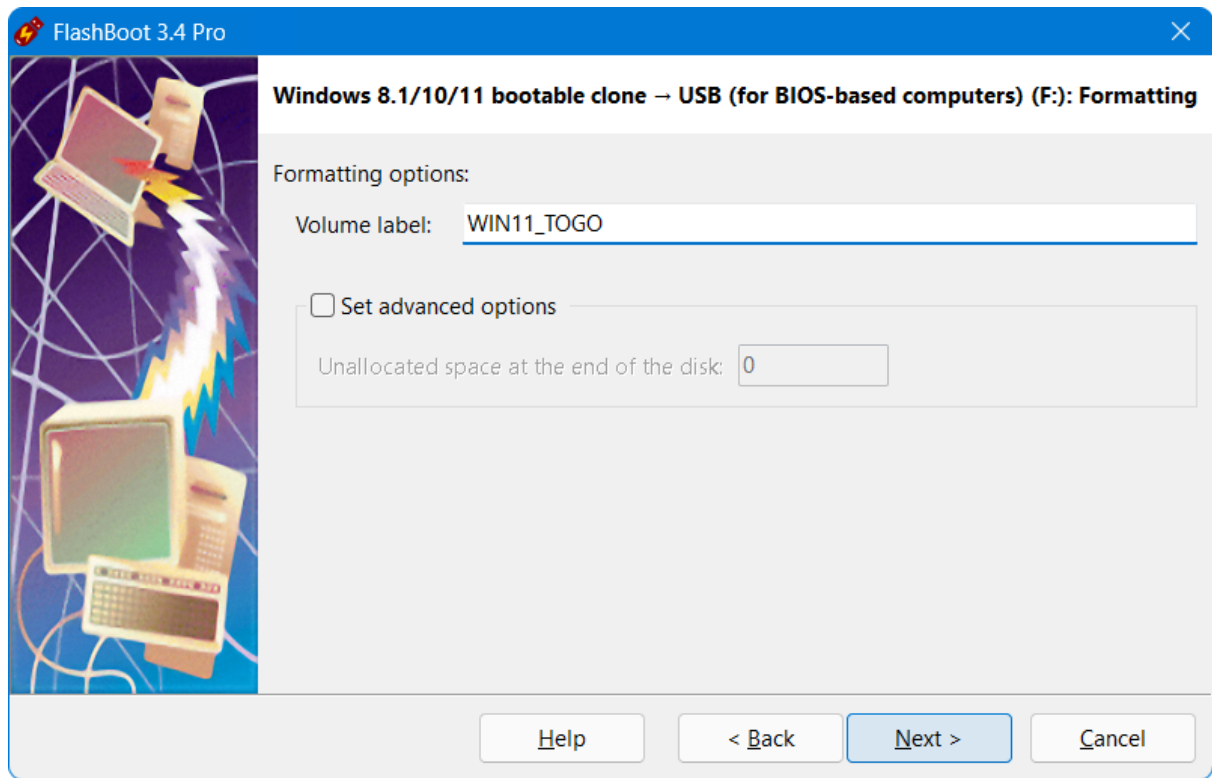 FlashBoot 3.4 Pro
Windows 8.1/10/11 bootable clone → USB (for BIOS-based computers) (F:): Formatting
Formatting options:
Volume label: WIN11_TOGO
Set advanced options
Unallocated space at the end of the disk: 0
Help < Back Next > Cancel